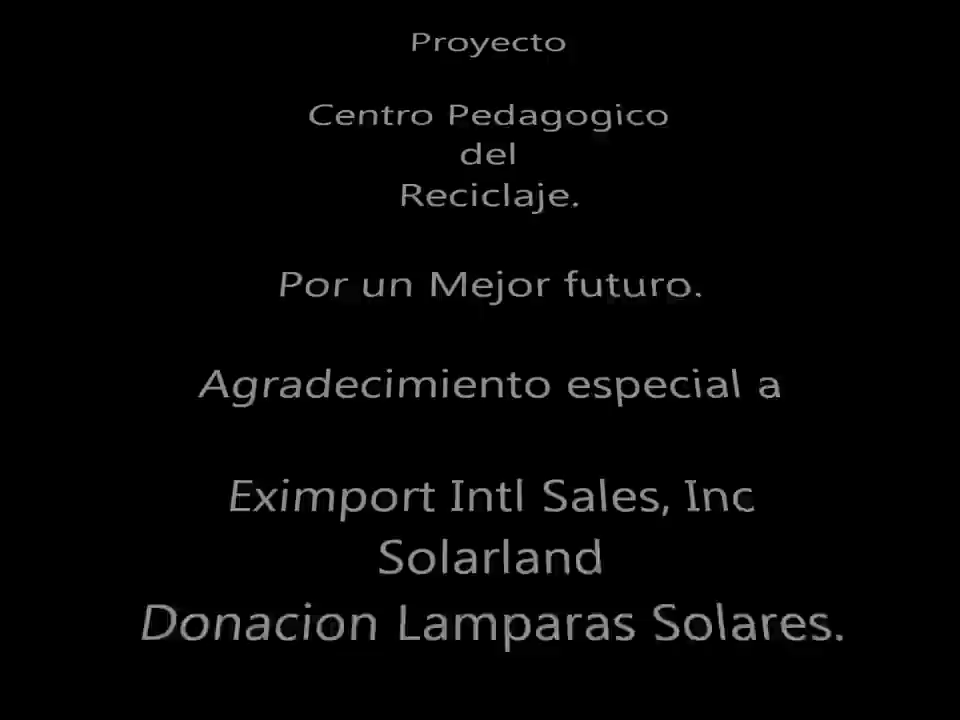 Proyecto
Centro Pedagogico
del
Reciclaje.
Por un Mejor futuro.
Agradecimiento especial a
Eximport Intl Sales, Inc
Solarland
Donacion Lamparas Solares.